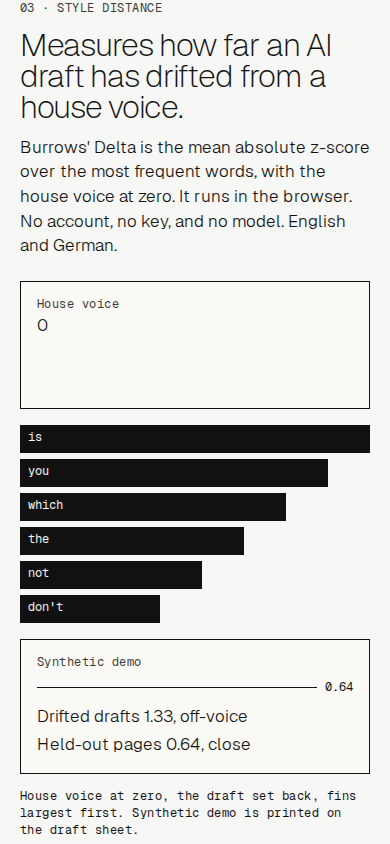 03 · STYLE DISTANCE
Measures how far an AI
draft has drifted from a
house voice.
Burrows' Delta is the mean absolute z-score
over the most frequent words, with the
house voice at zero. It runs in the browser.
No account, no key, and no model. English
and German.
House voice
0
is
you
which
the
not
don't
Synthetic demo
0.64
Drifted drafts 1.33, off-voice
Held-out pages 0.64, close
House voice at zero, the draft set back, fins
largest first. Synthetic demo is printed on
the draft sheet.